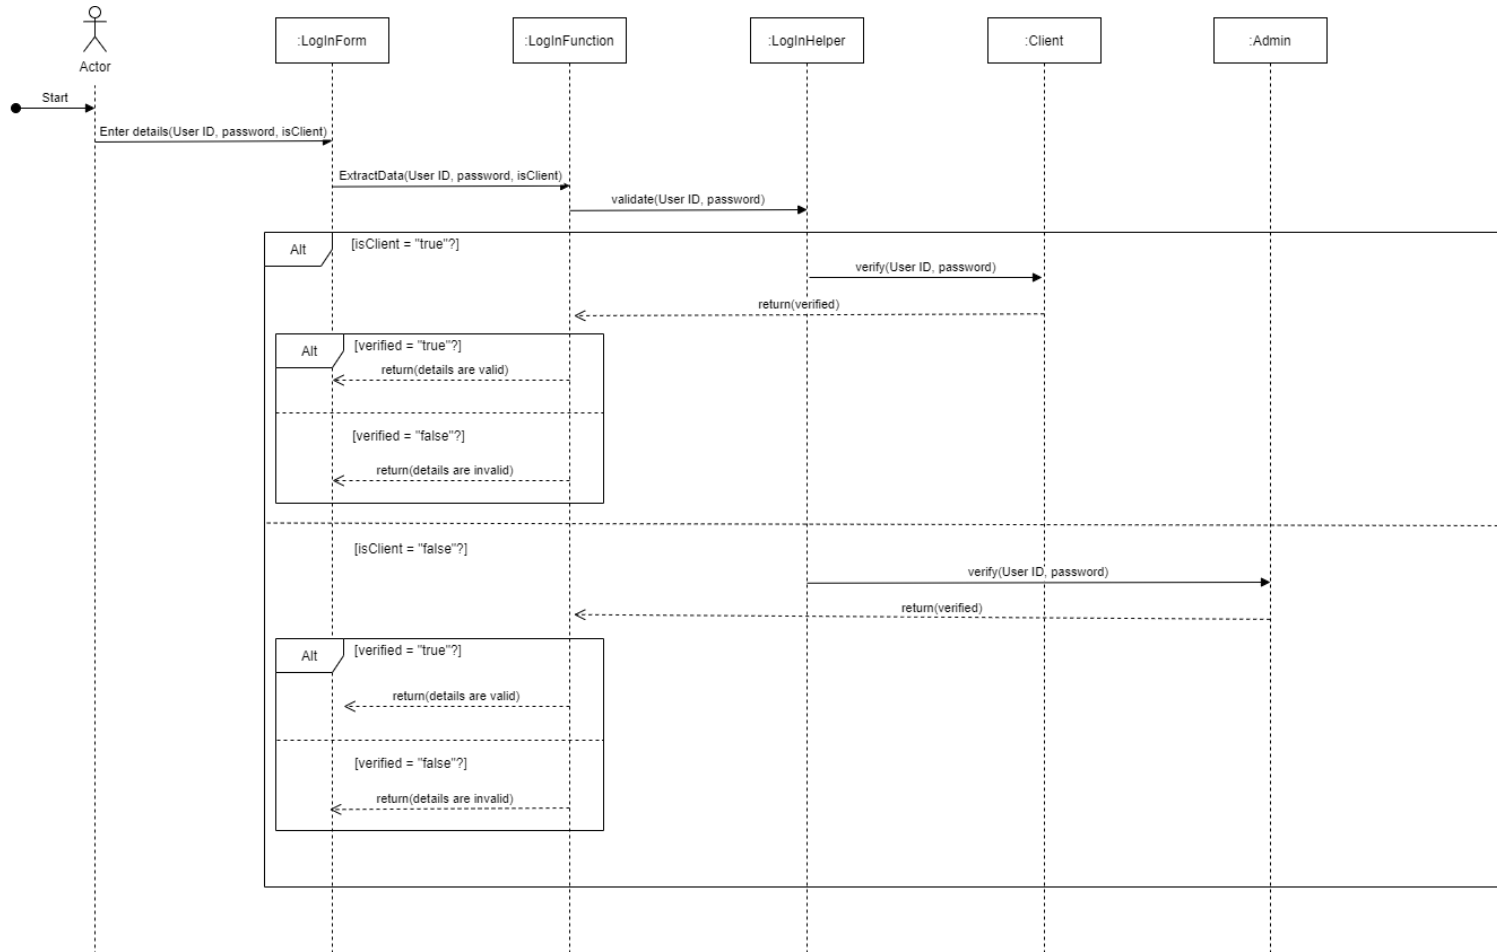 :LogInForm
:LogInFunction
:LogInHelper
:Client
:Admin
Actor
Start
Enter details(User ID, password, isClient)
ExtractData(User ID, password, isClient)
validate(User ID, password)
Alt
[isClient = "true"?]
verify(User ID, password)
return(verified)
Alt
[verified = "true"?]
return(details are valid)
[verified = "false"?]
return(details are invalid)
[isClient = "false"?]
verify(User ID, password)
return(verified)
Alt
[verified = "true"?]
return(details are valid)
[verified = "false"?]
return(details are invalid)